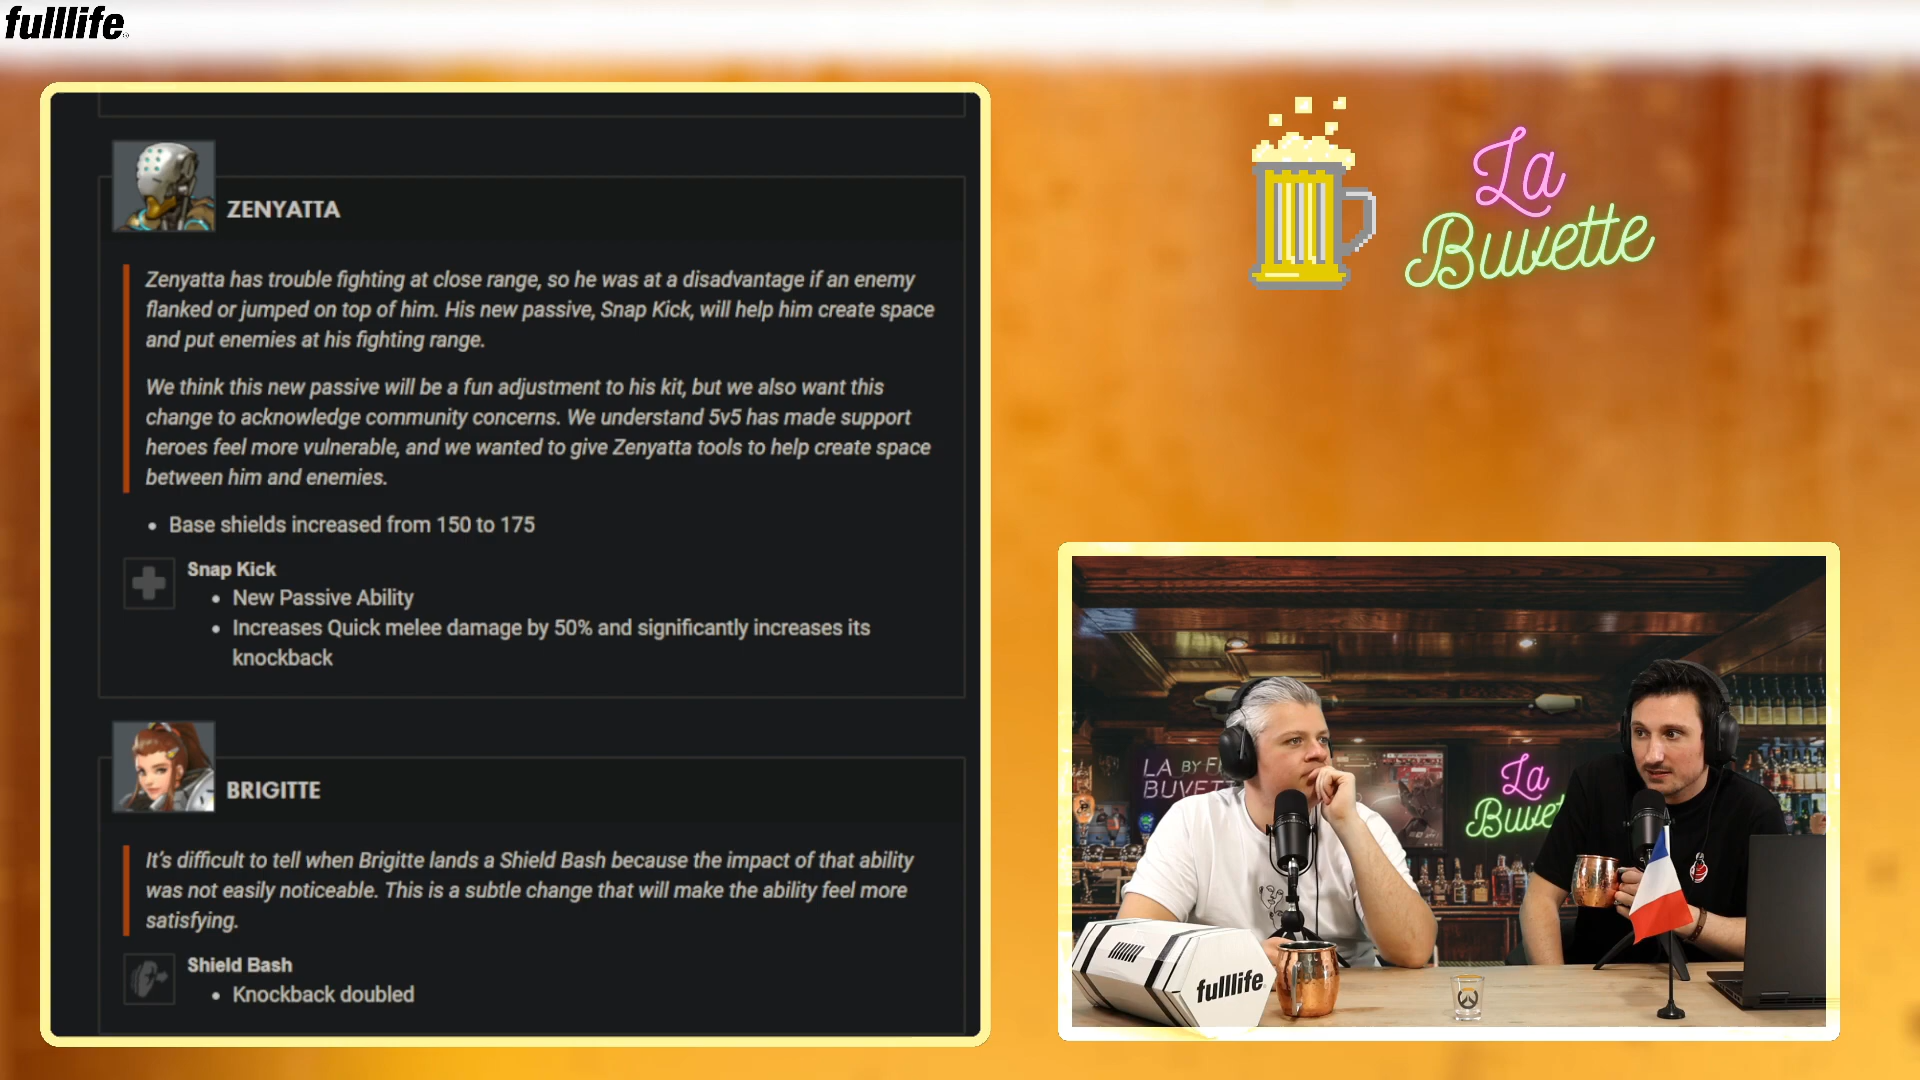 fulllife
ZENYATTA
Zenyatta has trouble fighting at close range, so he was at a disadvantage if an enemy
flanked or jumped on top of him. His new passive, Snap Kick, will help him create space
and put enemies at his fighting range.
We think this new passive will be a fun adjustment to his kit, but we also want this
change to acknowledge community concerns. We understand 5v5 has made support
heroes feel more vulnerable, and we wanted to give Zenyatta tools to help create space
between him and enemies.
• Base shields increased from 150 to 175
Snap Kick
• New Passive Ability
• Increases Quick melee damage by 50% and significantly increases its
knockback
BRIGITTE
It's difficult to tell when Brigitte lands a Shield Bash because the impact of that ability
was not easily noticeable. This is a subtle change that will make the ability feel more
satisfying.
Shield Bash
• Knockback doubled
La
Buvette
LA BY F
BUVET
La
Buvet
fulllife